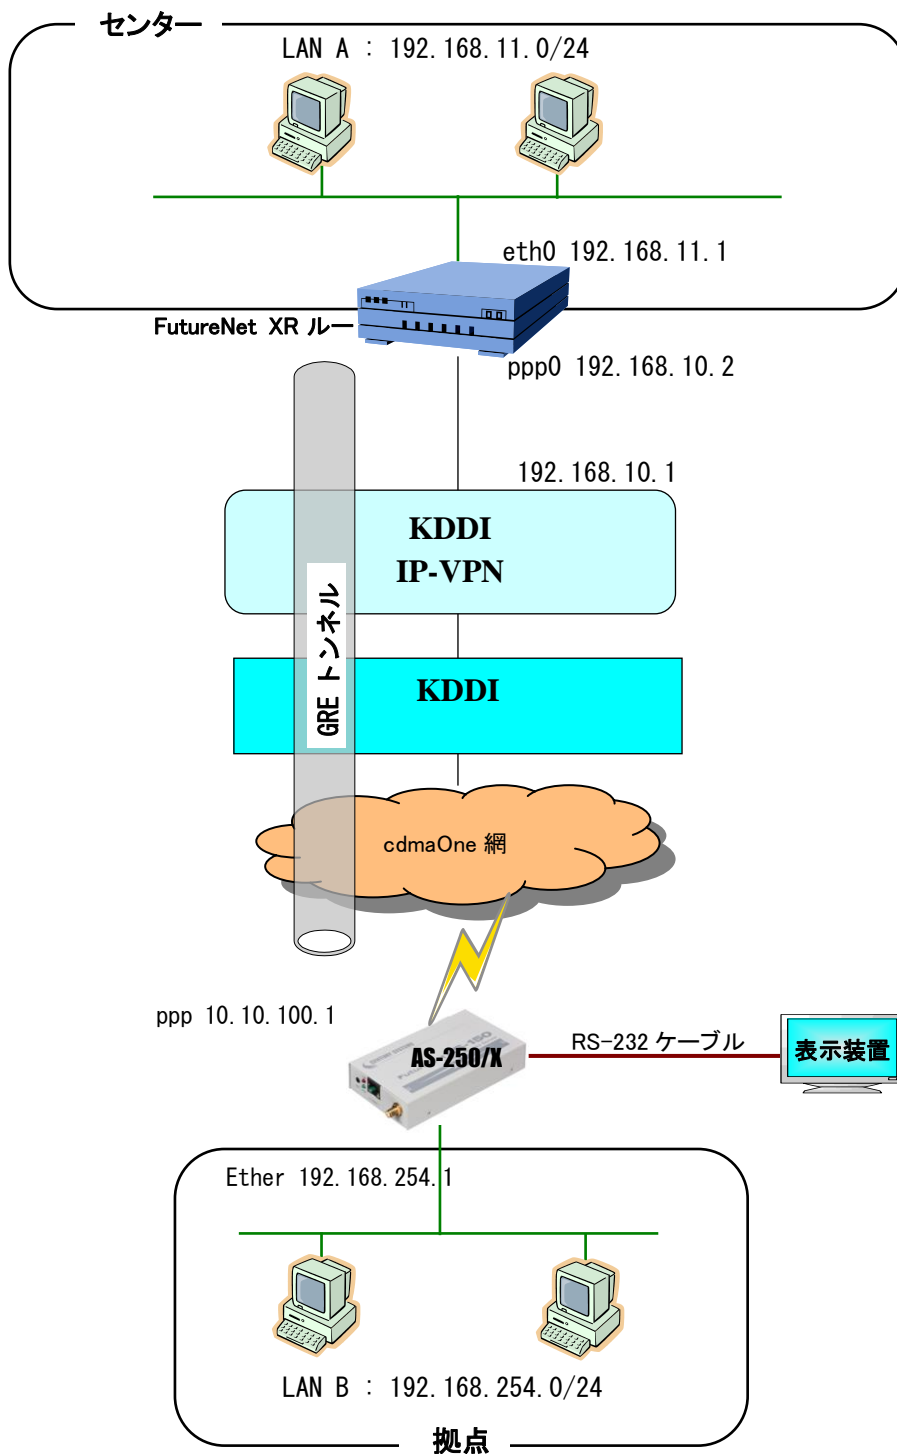 センター
LAN A : 192.168.11.0/24
eth0 192.168.11.1
FutureNet XR ルー
ppp0 192.168.10.2
192.168.10.1
KDDI
IP-VPN
GRE トンネル
KDDI
cdmaOne 網
ppp 10.10.100.1
AS-250/X
RS-232 ケーブル
表示装置
Ether 192.168.254.1
LAN B : 192.168.254.0/24
拠点